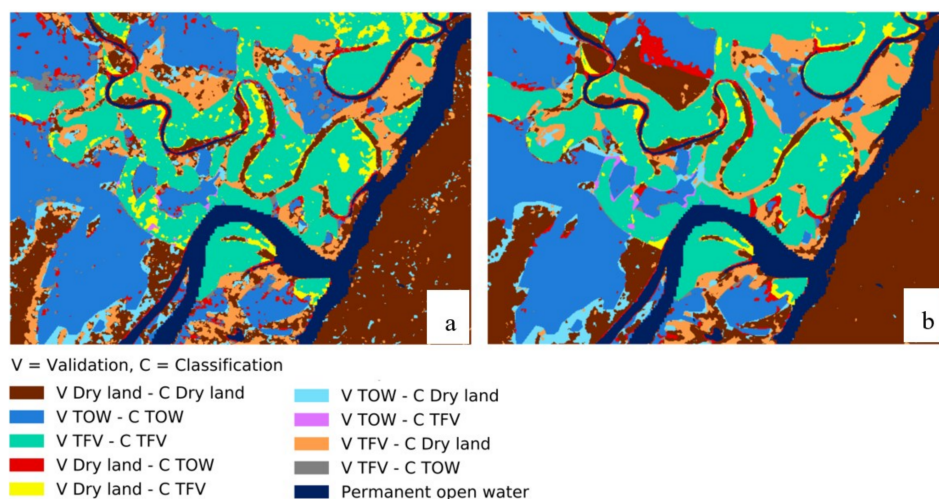 a
b
V = Validation, C = Classification
V Dry land - C Dry land
V TOW - C TOW
V TFV - C TFV
V Dry land - C TOW
V Dry land - C TFV
V TOW - C Dry land
V TOW - C TFV
V TFV - C Dry land
V TFV - C TOW
Permanent open water